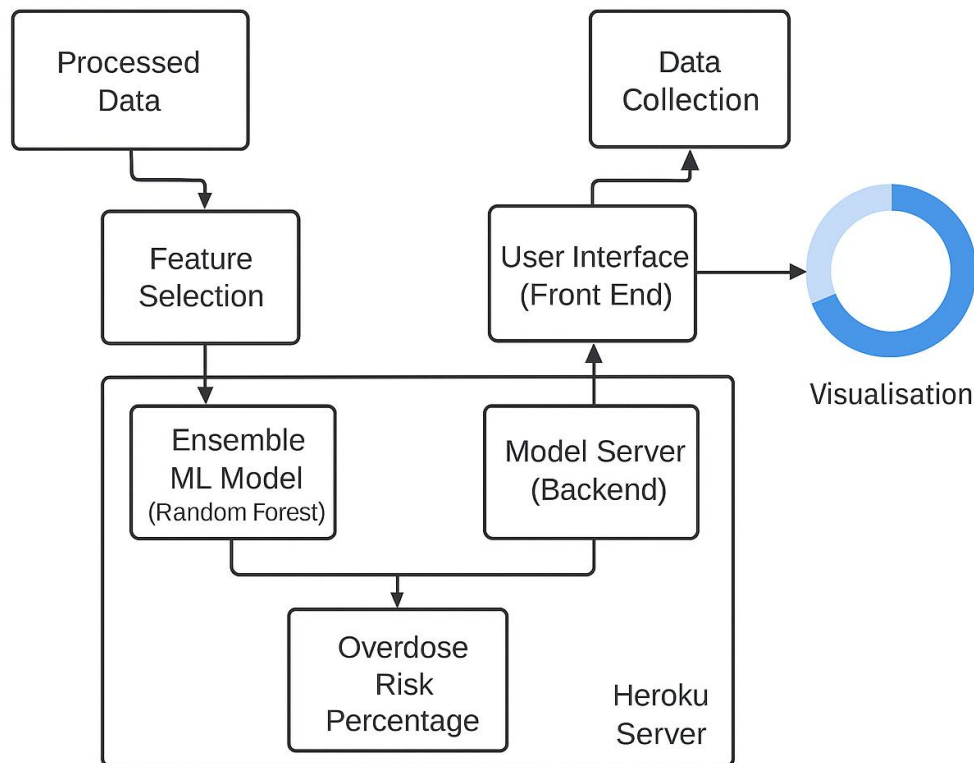 Processed
Data
Data
Collection
Feature
Selection
User Interface
(Front End)
Visualisation
Ensemble
ML Model
(Random Forest)
Model Server
(Backend)
Overdose
Risk
Percentage
Heroku
Server